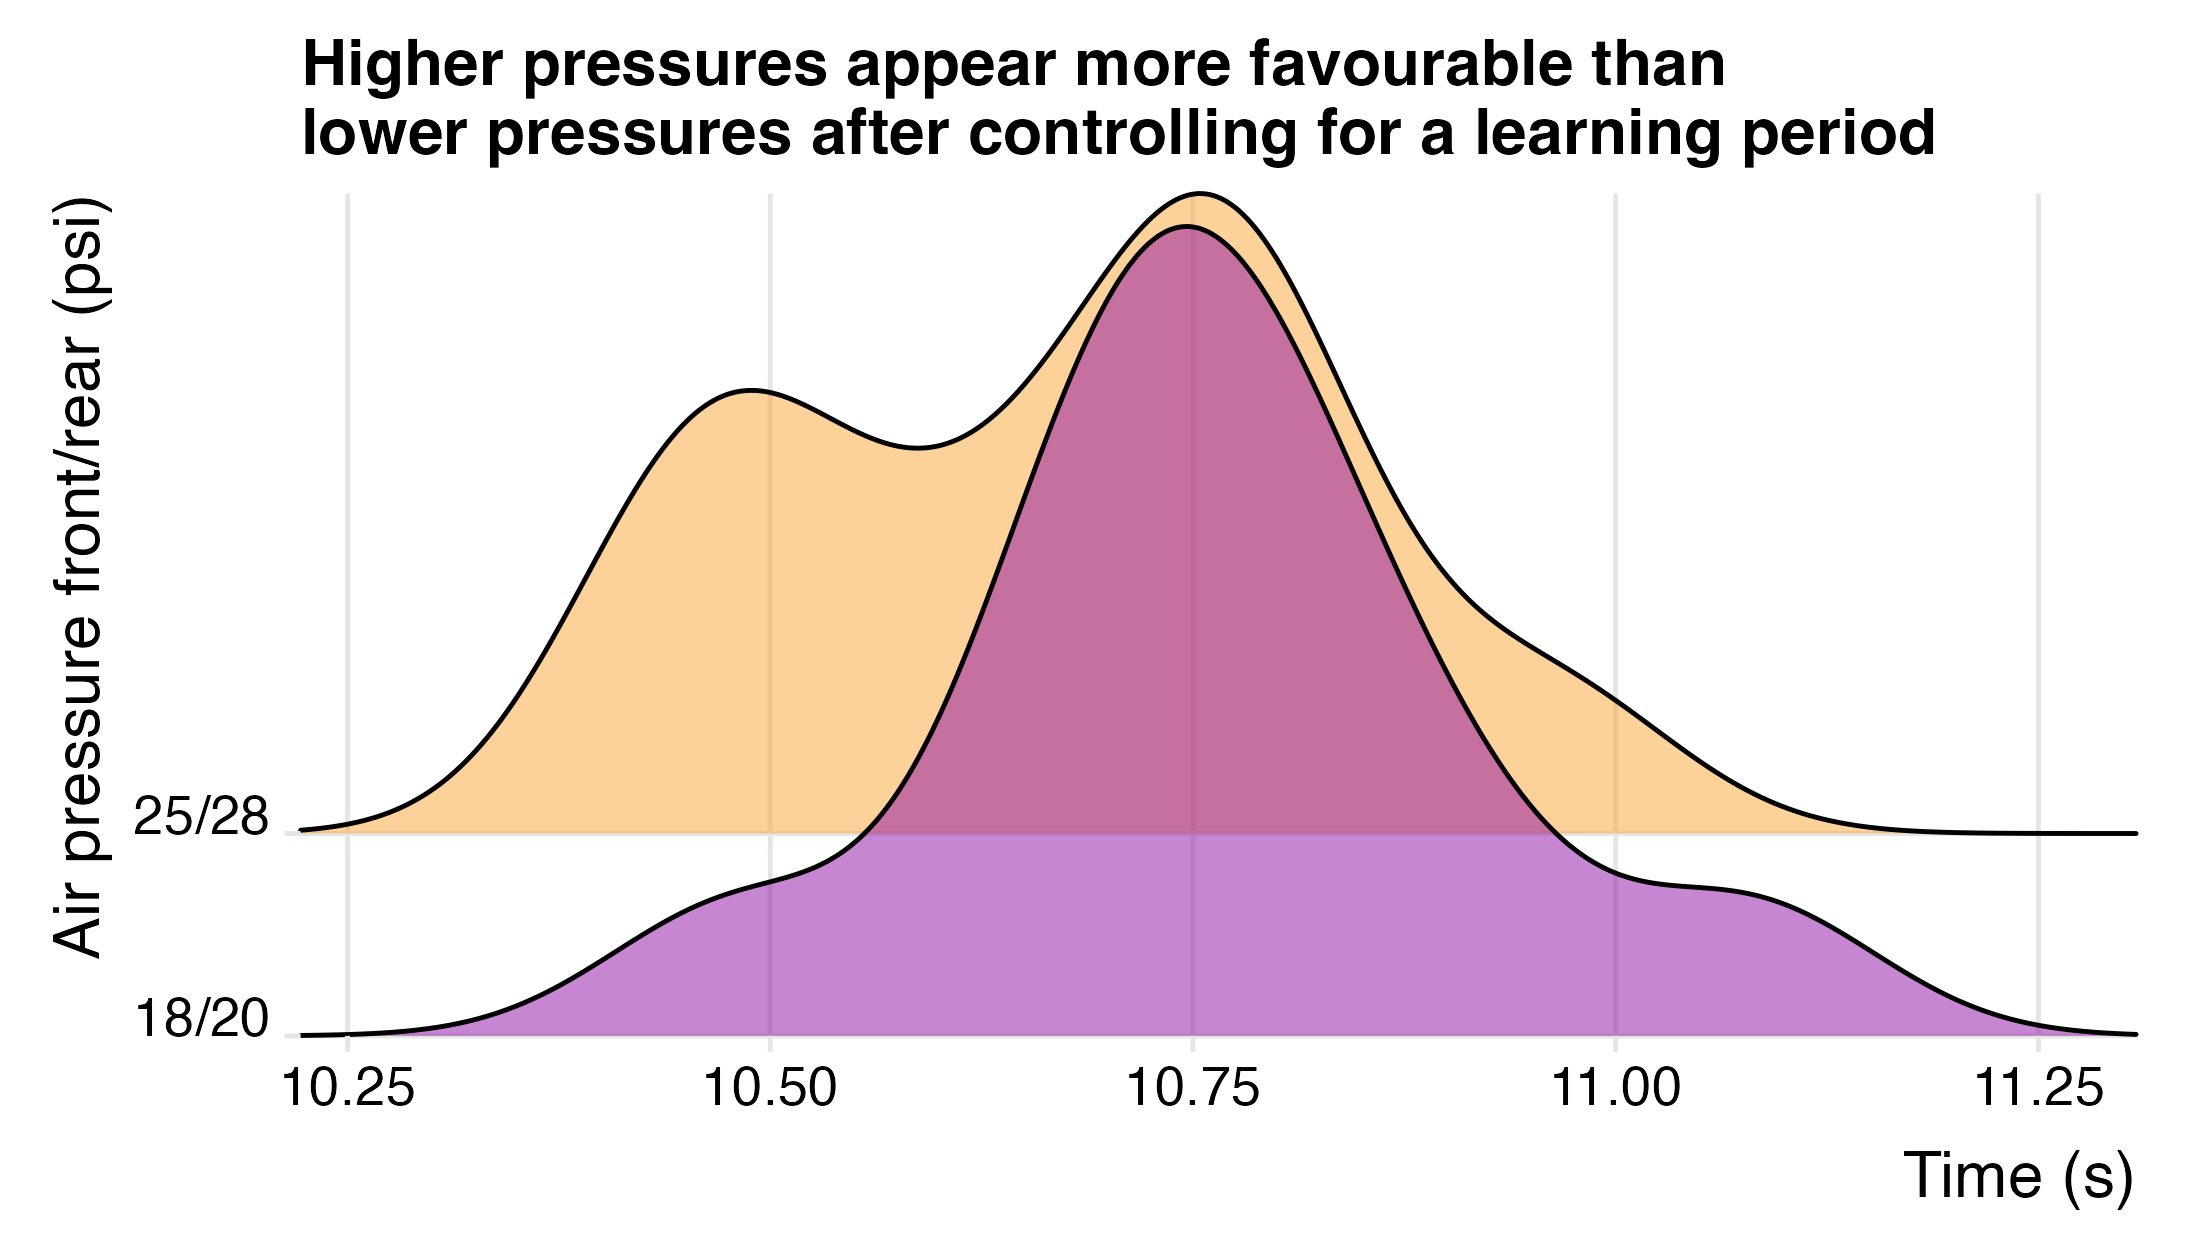 Higher pressures appear more favourable than
lower pressures after controlling for a learning period
Air pressure front/rear (psi)
25/28
18/20
10.25
10.50
10.75
11.00
11.25
Time (s)